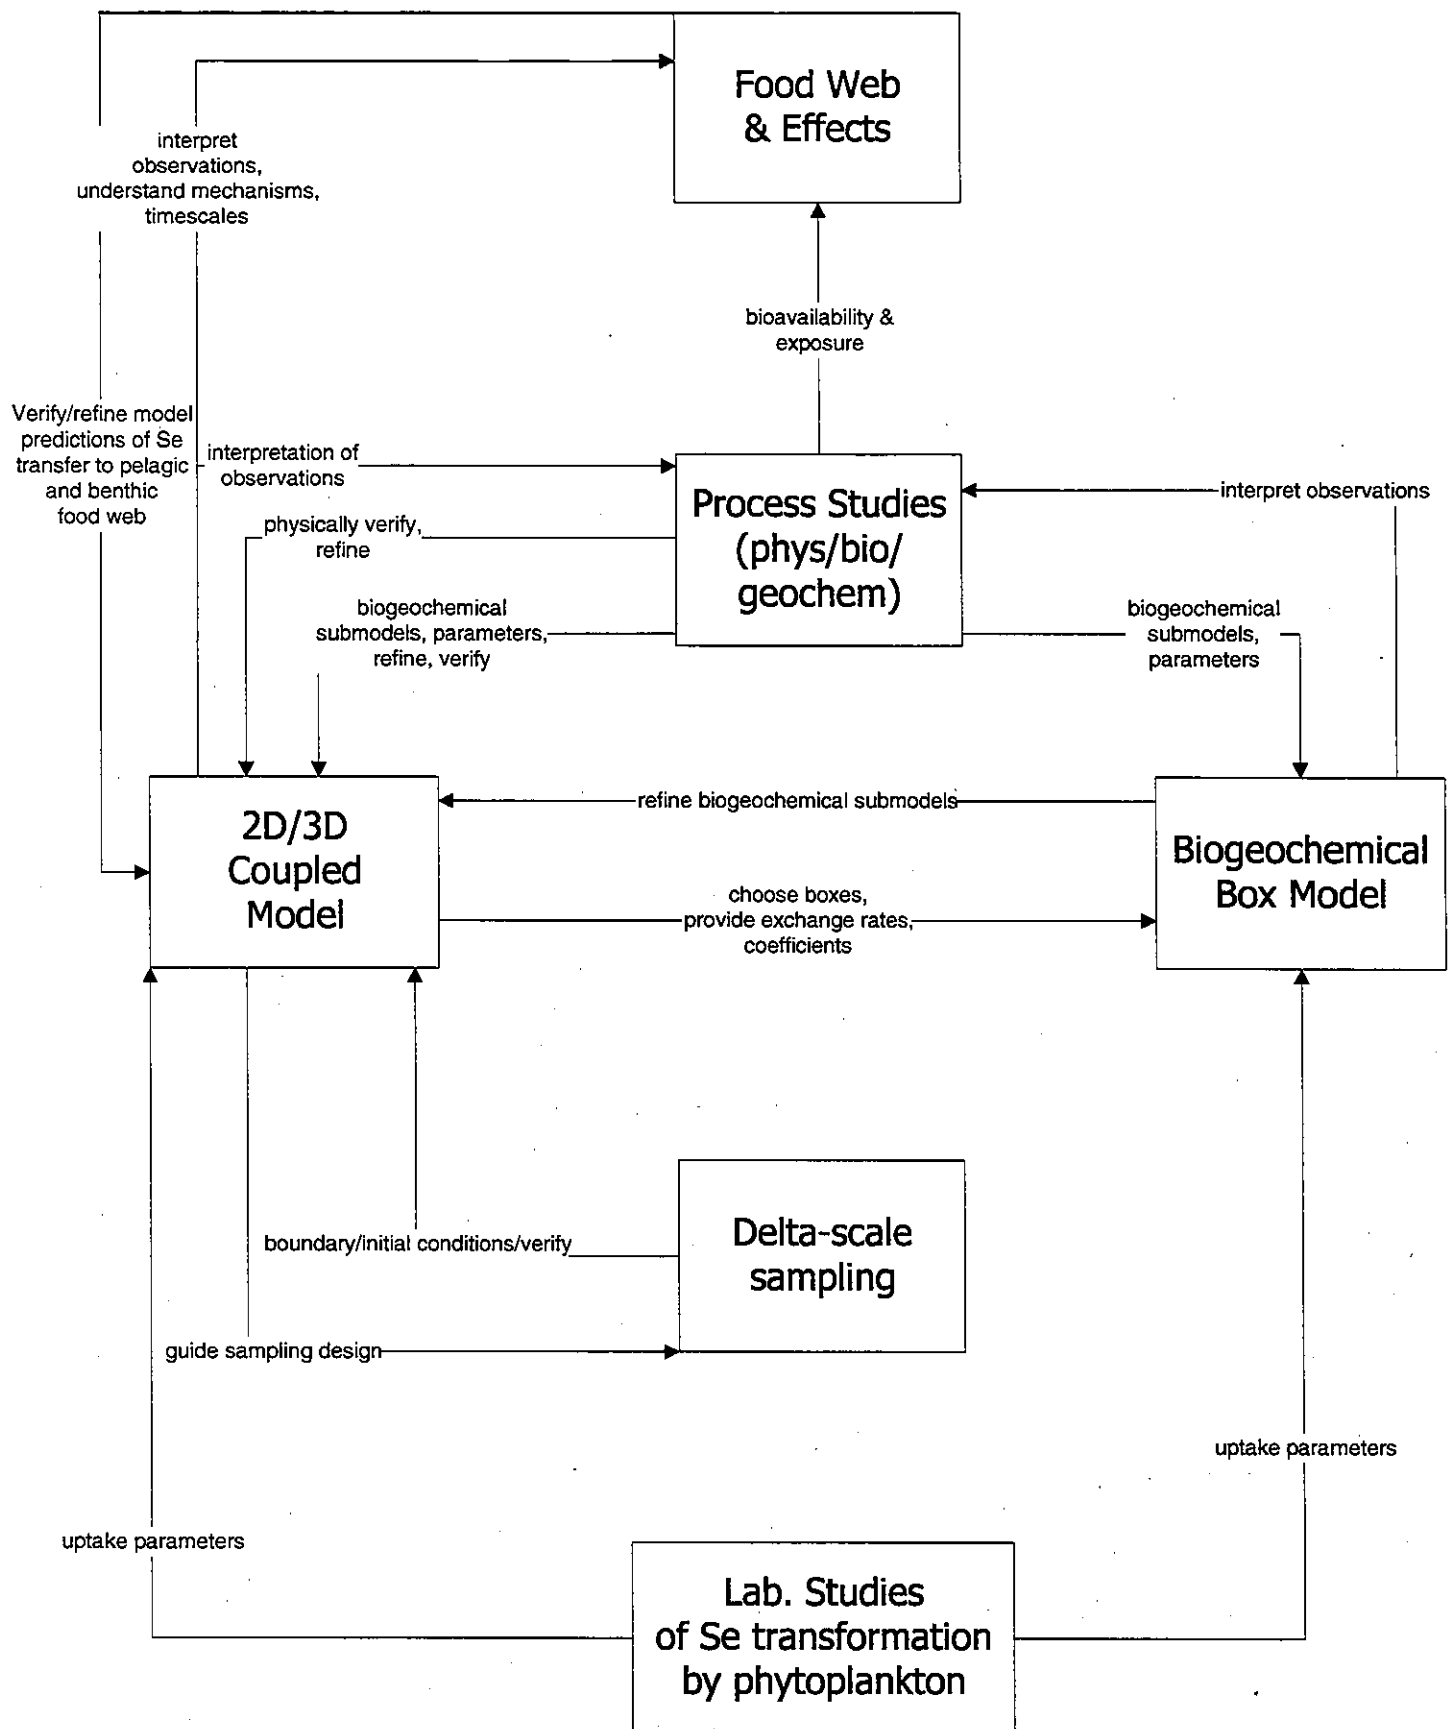 Food Web
& Effects
interpret
observations,
understand mechanisms,
timescales
bioavailability &
exposure
Verify/refine model
predictions of Se
transfer to pelagic
and benthic
food web
interpretation of
observations
Process Studies
(phys/bio/
geochem)
interpret observations
physically verify,
refine
biogeochemical
submodels, parameters,
refine, verify
biogeochemical
submodels,
parameters
2D/3D
Coupled
Model
refine biogeochemical submodels
Biogeochemical
Box Model
choose boxes,
provide exchange rates,
coefficients
Delta-scale
sampling
boundary/initial conditions/verify
guide sampling design
uptake parameters
uptake parameters
Lab. Studies
of Se transformation
by phytoplankton